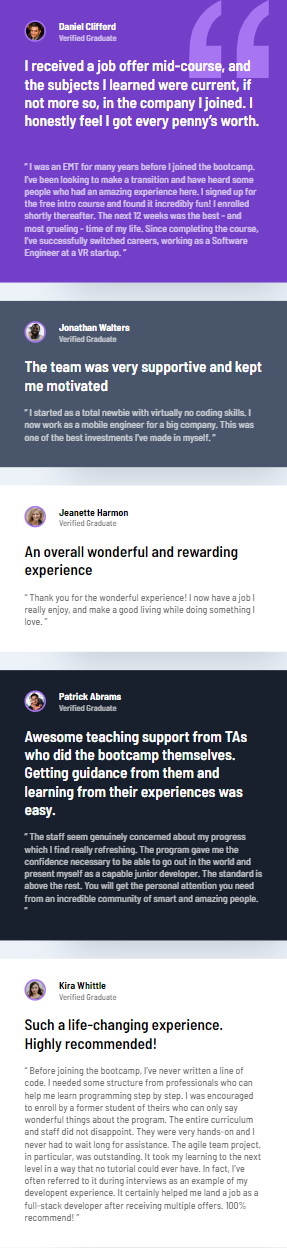 Daniel Clifford
Verified Graduate
I received a job offer mid-course, and
the subjects I learned were current, if
not more so, in the company I joined. I
honestly feel I got every penny’s worth.
“ I was an EMT for many years before I joined the bootcamp.
I’ve been looking to make a transition and have heard some
people who had an amazing experience here. I signed up for
the free intro course and found it incredibly fun! I enrolled
shortly thereafter. The next 12 weeks was the best - and
most grueling - time of my life. Since completing the course,
I’ve successfully switched careers, working as a Software
Engineer at a VR startup. ”
Jonathan Walters
Verified Graduate
The team was very supportive and kept
me motivated
“ I started as a total newbie with virtually no coding skills. I
now work as a mobile engineer for a big company. This was
one of the best investments I’ve made in myself. ”
Jeanette Harmon
Verified Graduate
An overall wonderful and rewarding
experience
“ Thank you for the wonderful experience! I now have a job I
really enjoy, and make a good living while doing something I
love. ”
Patrick Abrams
Verified Graduate
Awesome teaching support from TAs
who did the bootcamp themselves.
Getting guidance from them and
learning from their experiences was
easy.
“ The staff seem genuinely concerned about my progress
which I find really refreshing. The program gave me the
confidence necessary to be able to go out in the world and
present myself as a capable junior developer. The standard is
above the rest. You will get the personal attention you need
from an incredible community of smart and amazing people.
”
Kira Whittle
Verified Graduate
Such a life-changing experience.
Highly recommended!
“ Before joining the bootcamp, I’ve never written a line of
code. I needed some structure from professionals who can
help me learn programming step by step. I was encouraged
to enroll by a former student of theirs who can only say
wonderful things about the program. The entire curriculum
and staff did not disappoint. They were very hands-on and I
never had to wait long for assistance. The agile team project,
in particular, was outstanding. It took my learning to the next
level in a way that no tutorial could ever have. In fact, I’ve
often referred to it during interviews as an example of my
developent experience. It certainly helped me land a job as a
full-stack developer after receiving multiple offers. 100%
recommend! ”